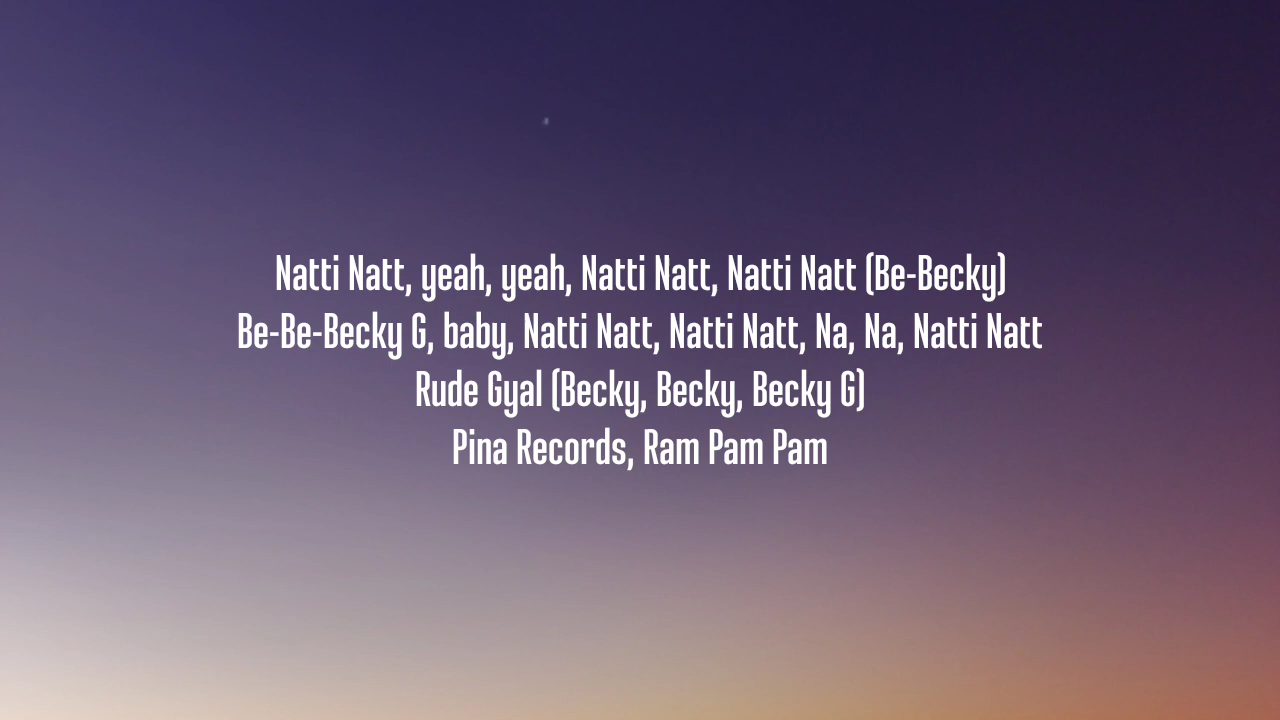 Natti Natt, yeah, yeah, Natti Natt, Natti Natt (Be-Becky)
Be-Be-Becky G, baby, Natti Natt, Natti Natt, Na, Na, Natti Natt
Rude Gyal (Becky, Becky, Becky G)
Pina Records, Ram Pam Pam